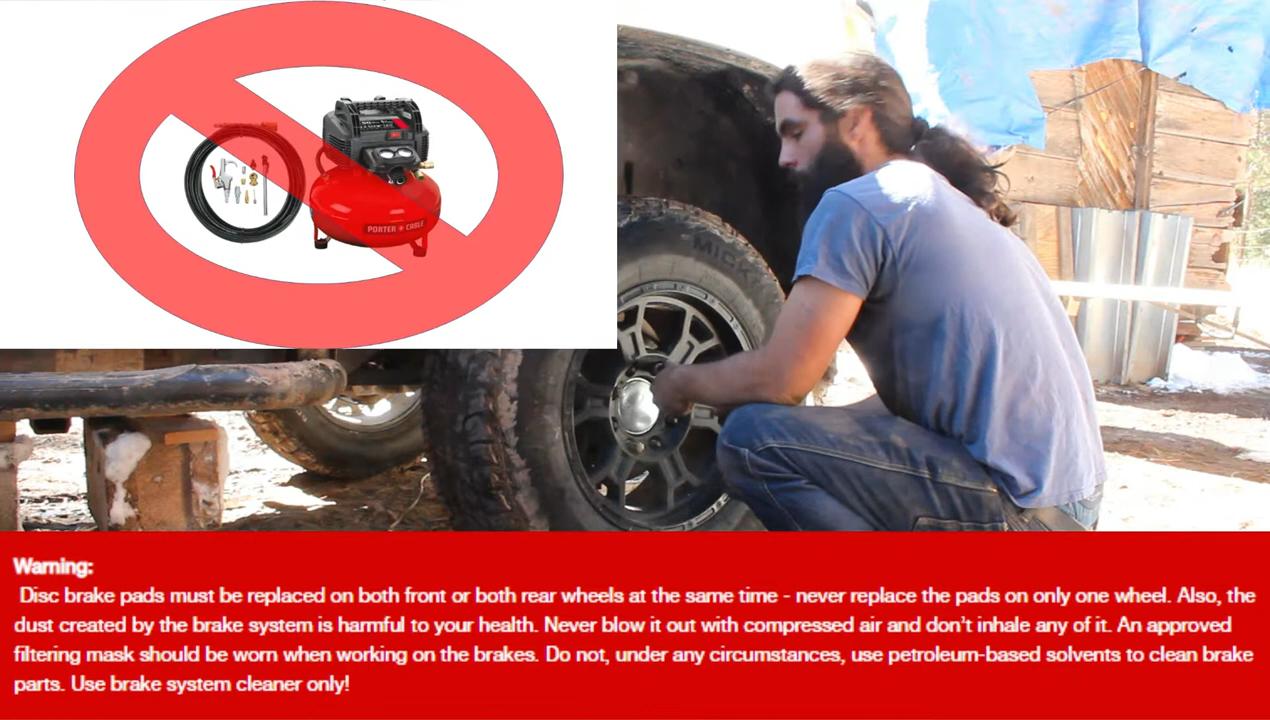 PORTER CABLE
MICK
Warning:
Disc brake pads must be replaced on both front or both rear wheels at the same time - never replace the pads on only one wheel. Also, the
dust created by the brake system is harmful to your health. Never blow it out with compressed air and don't inhale any of it. An approved
filtering mask should be worn when working on the brakes. Do not, under any circumstances, use petroleum-based solvents to clean brake
parts. Use brake system cleaner only!